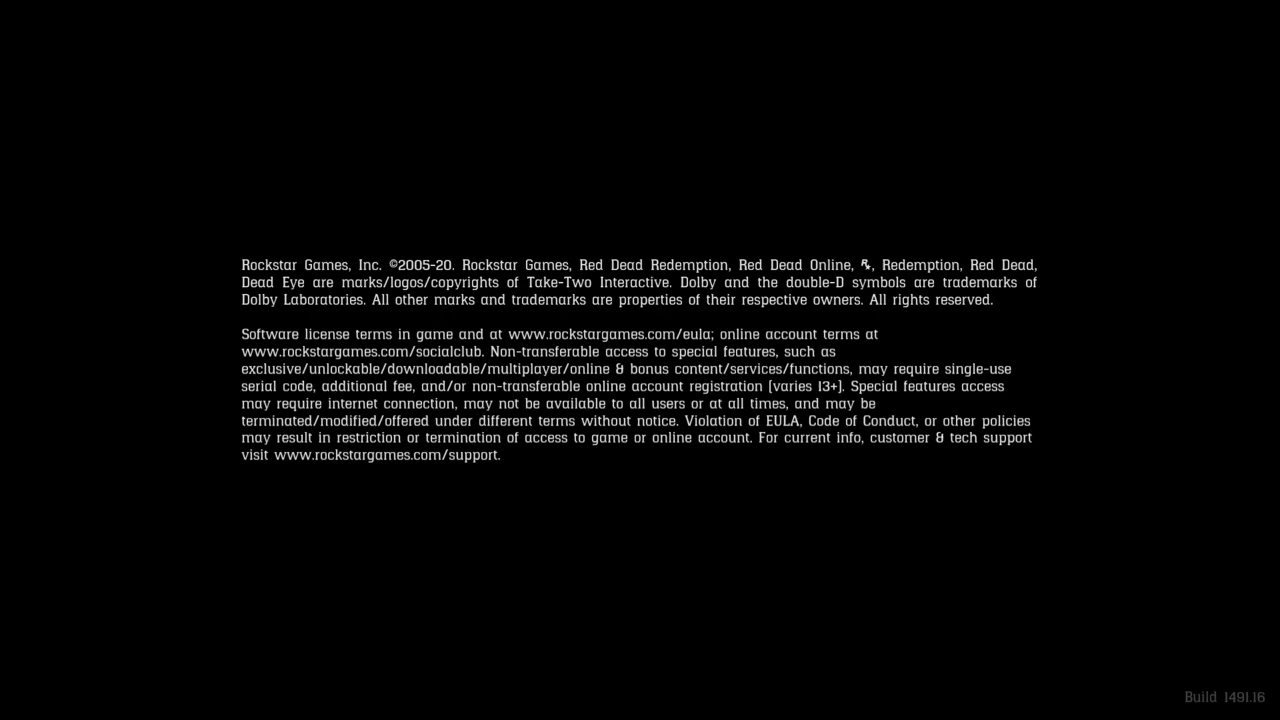 Rockstar Games, Inc. ©2005-20. Rockstar Games, Red Dead Redemption, Red Dead Online, R*, Redemption, Red Dead,
Dead Eye are marks/logos/copyrights of Take-Two Interactive. Dolby and the double-D symbols are trademarks of
Dolby Laboratories. All other marks and trademarks are properties of their respective owners. All rights reserved.
Software license terms in game and at www.rockstargames.com/eula; online account terms at
www.rockstargames.com/socialclub. Non-transferable access to special features, such as
exclusive/unlockable/downloadable/multiplayer/online & bonus content/services/functions, may require single-use
serial code, additional fee, and/or non-transferable online account registration (varies 13+). Special features access
may require internet connection, may not be available to all users or at all times, and may be
terminated/modified/offered under different terms without notice. Violation of EULA, Code of Conduct, or other policies
may result in restriction or termination of access to game or online account. For current info, customer & tech support
visit www.rockstargames.com/support.
Build 1491.16